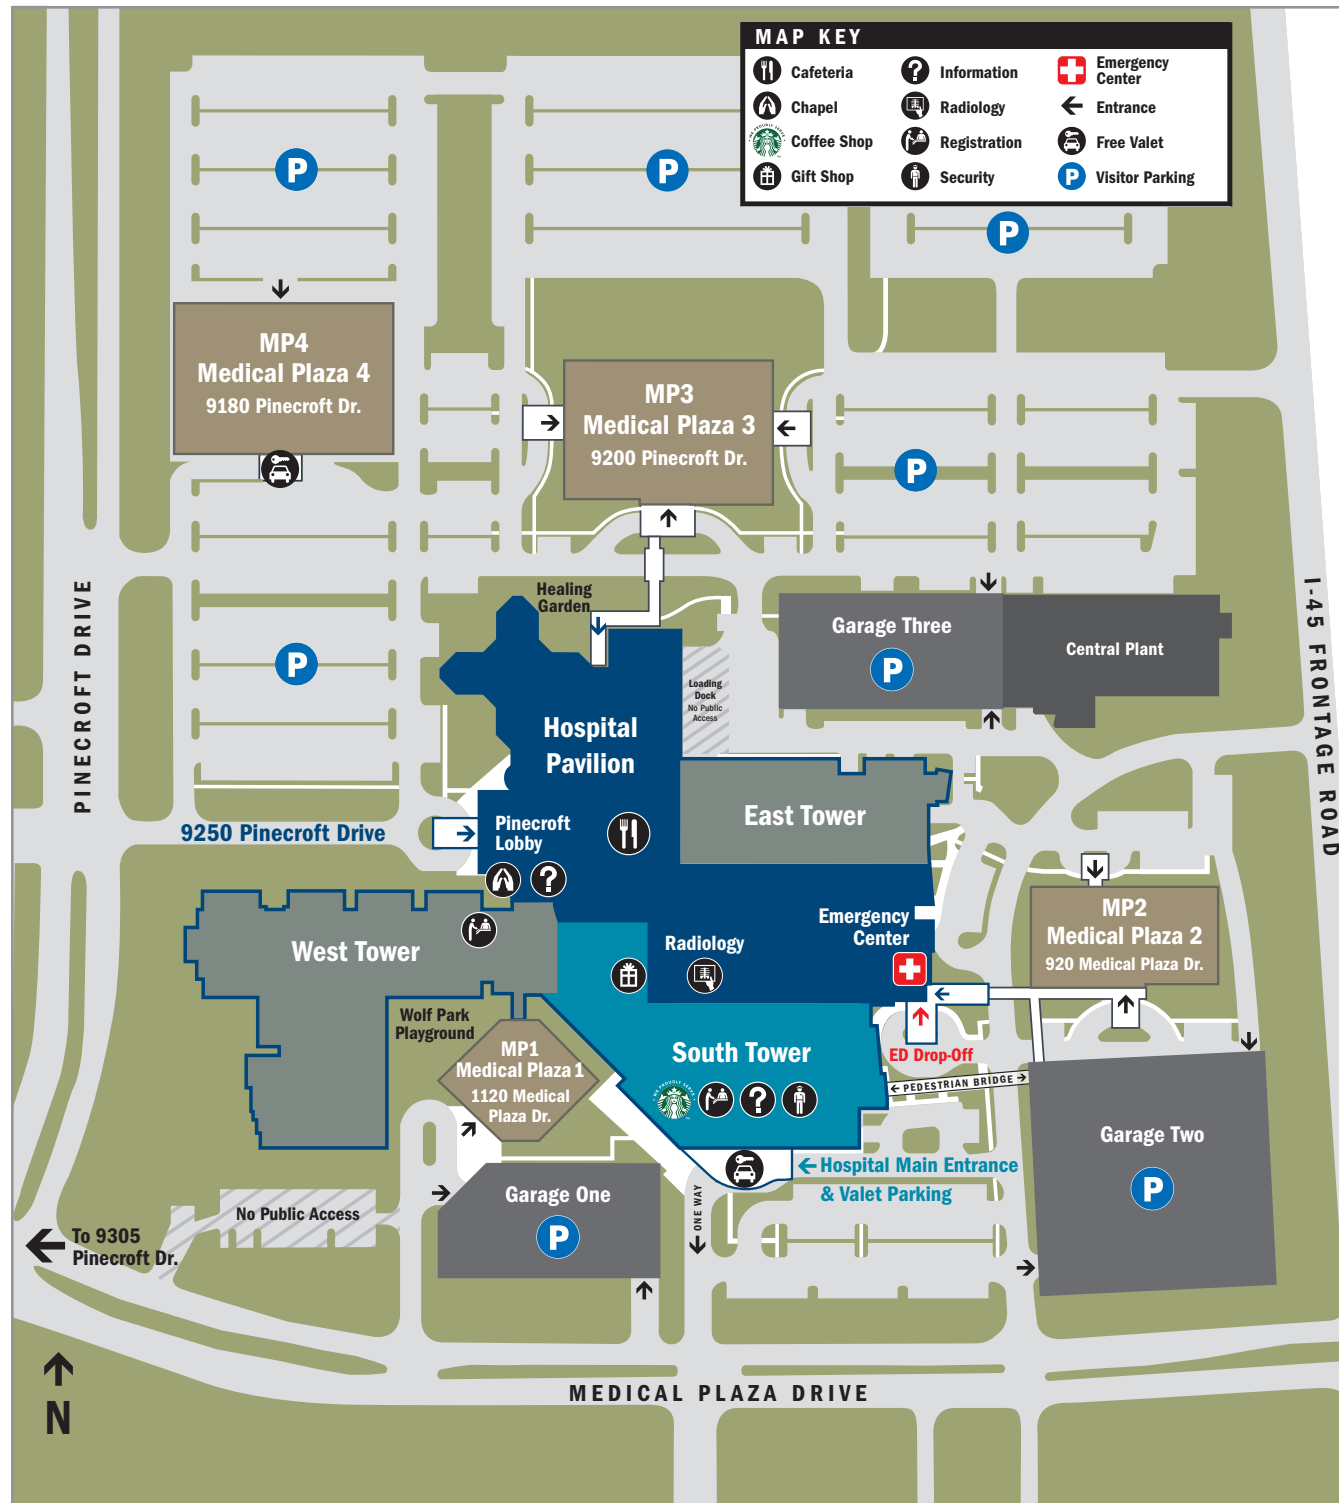 MAP KEY
Cafeteria
Chapel
Coffee Shop
Gift Shop
Information
Radiology
Registration
Security
Emergency
Center
Entrance
Free Valet
Visitor Parking
P
P
P
MP4
Medical Plaza 4
9180 Pinecroft Dr.
MP3
Medical Plaza 3
9200 Pinecroft Dr.
P
PINECROFT DRIVE
I-45 FRONTAGE ROAD
Healing
Garden
Garage Three
P
Central Plant
P
Loading
Dock
No Public
Access
Hospital
Pavilion
East Tower
9250 Pinecroft Drive
Pinecroft
Lobby
?
MP2
Medical Plaza 2
920 Medical Plaza Dr.
Emergency
Center
Radiology
West Tower
Wolf Park
Playground
MP1
Medical Plaza 1
1120 Medical
Plaza Dr.
South Tower
WE PROUDLY SERVE
?
ED Drop-Off
PEDESTRIAN BRIDGE
Garage Two
P
Hospital Main Entrance
& Valet Parking
Garage One
P
ONE WAY
No Public Access
To 9305
Pinecroft Dr.
N
MEDICAL PLAZA DRIVE